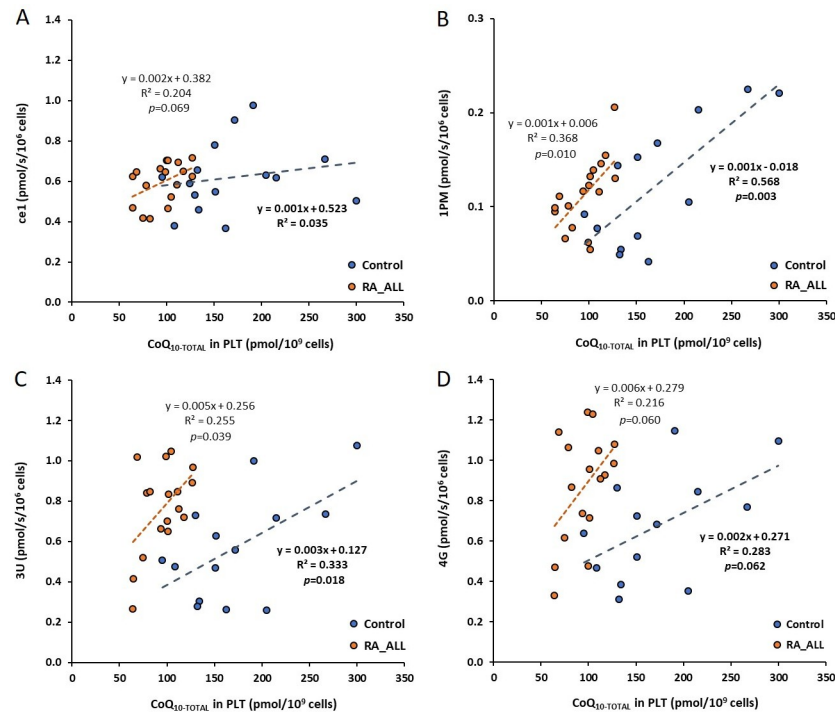 A
1.4
1.2
1.0
0.8
0.6
0.4
0.2
0.0
ce1 (pmol/s/10⁶ cells)
y = 0.002x + 0.382
R² = 0.204
p=0.069
y = 0.001x + 0.523
R² = 0.035
Control
RA_ALL
0 50 100 150 200 250 300 350
CoQ₁₀₋TOTAL in PLT (pmol/10⁹ cells)
B
0.3
0.2
0.1
0.0
1PM (pmol/s/10⁶ cells)
y = 0.001x + 0.006
R² = 0.368
p=0.010
y = 0.001x - 0.018
R² = 0.568
p=0.003
Control
RA_ALL
0 50 100 150 200 250 300 350
CoQ₁₀₋TOTAL in PLT (pmol/10⁹ cells)
C
1.4
1.2
1.0
0.8
0.6
0.4
0.2
0.0
3U (pmol/s/10⁶ cells)
y = 0.005x + 0.256
R² = 0.255
p=0.039
y = 0.003x + 0.127
R² = 0.333
p=0.018
Control
RA_ALL
0 50 100 150 200 250 300 350
CoQ₁₀₋TOTAL in PLT (pmol/10⁹ cells)
D
1.4
1.2
1.0
0.8
0.6
0.4
0.2
0.0
4G (pmol/s/10⁶ cells)
y = 0.006x + 0.279
R² = 0.216
p=0.060
y = 0.002x + 0.271
R² = 0.283
p=0.062
Control
RA_ALL
0 50 100 150 200 250 300 350
CoQ₁₀₋TOTAL in PLT (pmol/10⁹ cells)